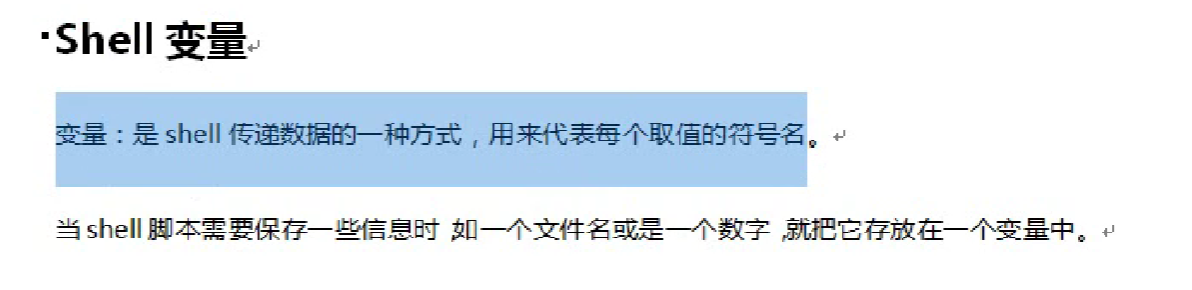 Shell 变量
变量：是 shell 传递数据的一种方式，用来代表每个取值的符号名。
当 shell 脚本需要保存一些信息时,如一个文件名或是一个数字,就把它存放在一个变量中。